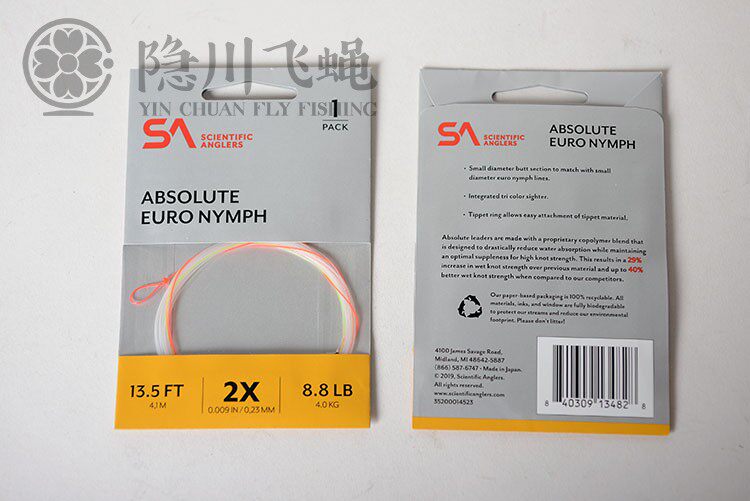 隐川飞蝇
YIN CHUAN FLY FISHING
1
PACK
SA SCIENTIFIC
ANGLERS
ABSOLUTE
EURO NYMPH
13.5 FT
4.1 M
2X
0.009 IN / 0.23 MM
8.8 LB
4.0 KG
SA SCIENTIFIC
ANGLERS
ABSOLUTE
EURO NYMPH
• Small diameter butt section to match with small
diameter euro nymph lines.
• Integrated tri color sighter.
• Tippet ring allows easy attachment of tippet material.
Absolute leaders are made with a proprietary copolymer blend that
is designed to drastically reduce water absorption while maintaining
an optimal suppleness for high knot strength. This results in a 29%
increase in wet knot strength over previous material and up to 40%
better wet knot strength when compared to our competitors.
Our paper-based packaging is 100% recyclable. All
materials, inks, and window are fully biodegradable
to protect our streams and reduce our environmental
footprint. Please don't litter!
4100 James Savage Road,
Midland, MI 48642-5887
(866) 587-6747 • Made in Japan.
© 2019, Scientific Anglers.
All rights reserved.
www.scientificanglers.com
35200014523
8 40309 13482 8